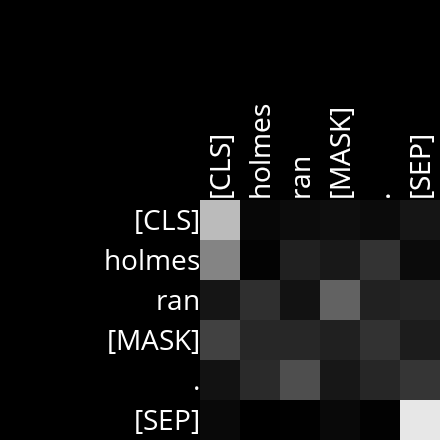 [CLS] holmes ran [MASK] . [SEP]
[CLS]
holmes
ran
[MASK]
.
[SEP]